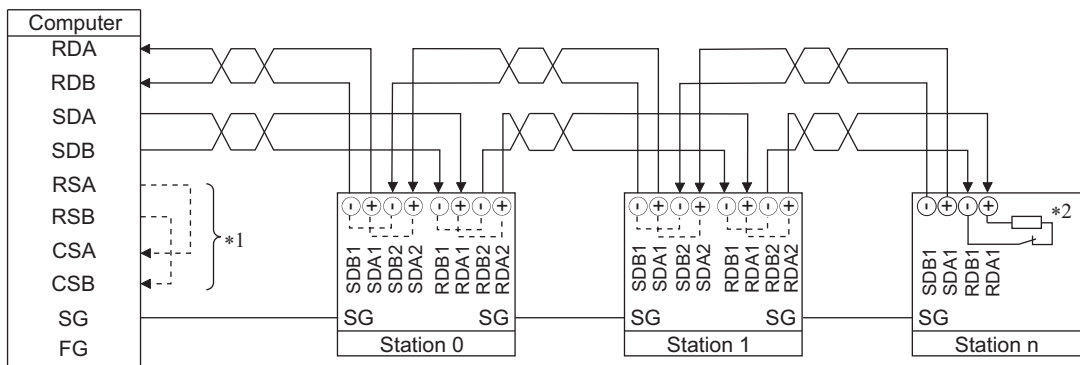 Computer
RDA
RDB
SDA
SDB
RSA
RSB
CSA
CSB
SG
FG
*1
- + - + - + - +
SDB1 SDA1 SDB2 SDA2 RDB1 RDA1 RDB2 RDA2
SG SG
Station 0
- + - + - + - +
SDB1 SDA1 SDB2 SDA2 RDB1 RDA1 RDB2 RDA2
SG SG
Station 1
- + - +
*2
SDB1 SDA1 RDB1 RDA1
SG
Station n